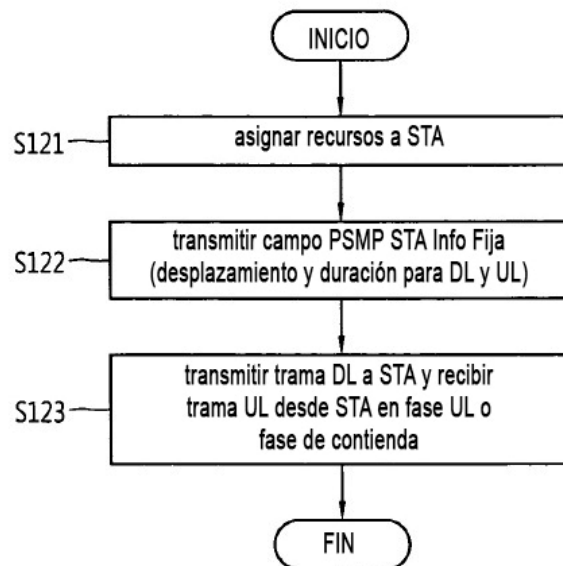 INICIO
S121
asignar recursos a STA
S122
transmitir campo PSMP STA Info Fija
(desplazamiento y duración para DL y UL)
S123
transmitir trama DL a STA y recibir
trama UL desde STA en fase UL o
fase de contienda
FIN